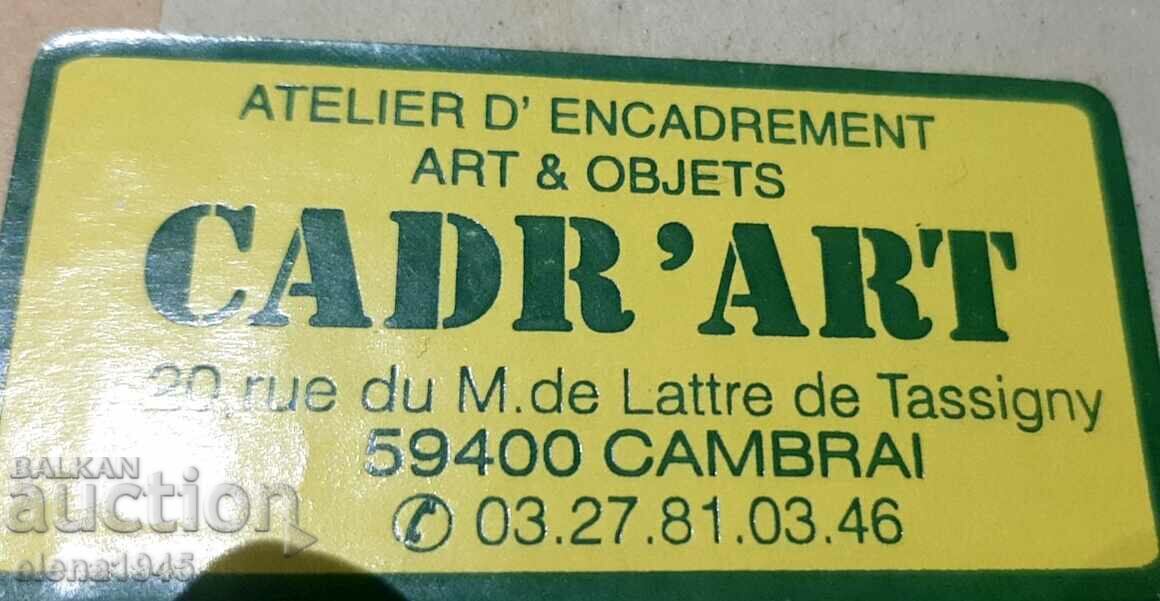 ATELIER D' ENCADREMENT
ART & OBJETS
CADR'ART
20, rue du M. de Lattre de Tassigny
59400 CAMBRAI
✆ 03.27.81.03.46
BALKAN
auction
elena1945